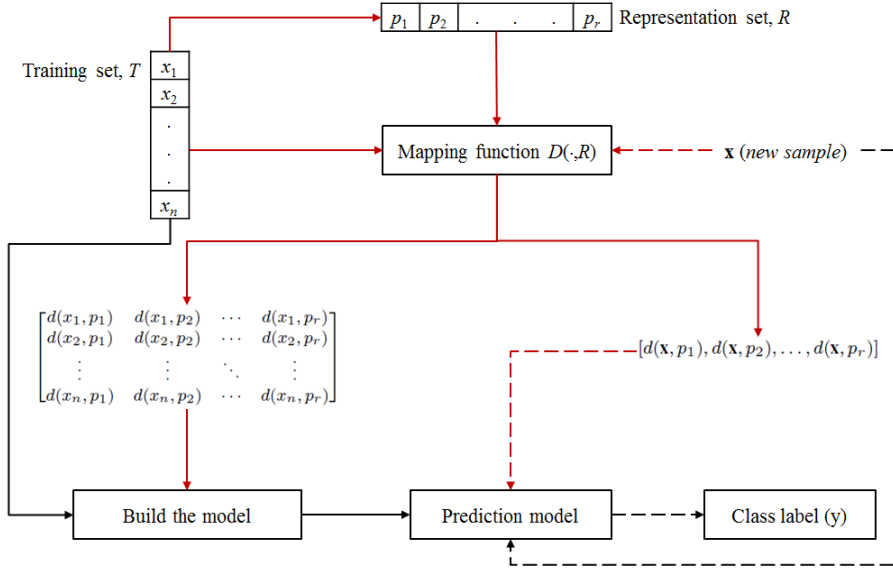 p1 p2 . . . pr Representation set, R
Training set, T
x1
x2
.
.
.
xn
Mapping function D(·,R)
x (new sample)
d(x1, p1) d(x1, p2) ⋯ d(x1, pr)
d(x2, p1) d(x2, p2) ⋯ d(x2, pr)
⋮ ⋮ ⋱ ⋮
d(xn, p1) d(xn, p2) ⋯ d(xn, pr)
[d(x, p1), d(x, p2), . . . , d(x, pr)]
Build the model
Prediction model
Class label (y)